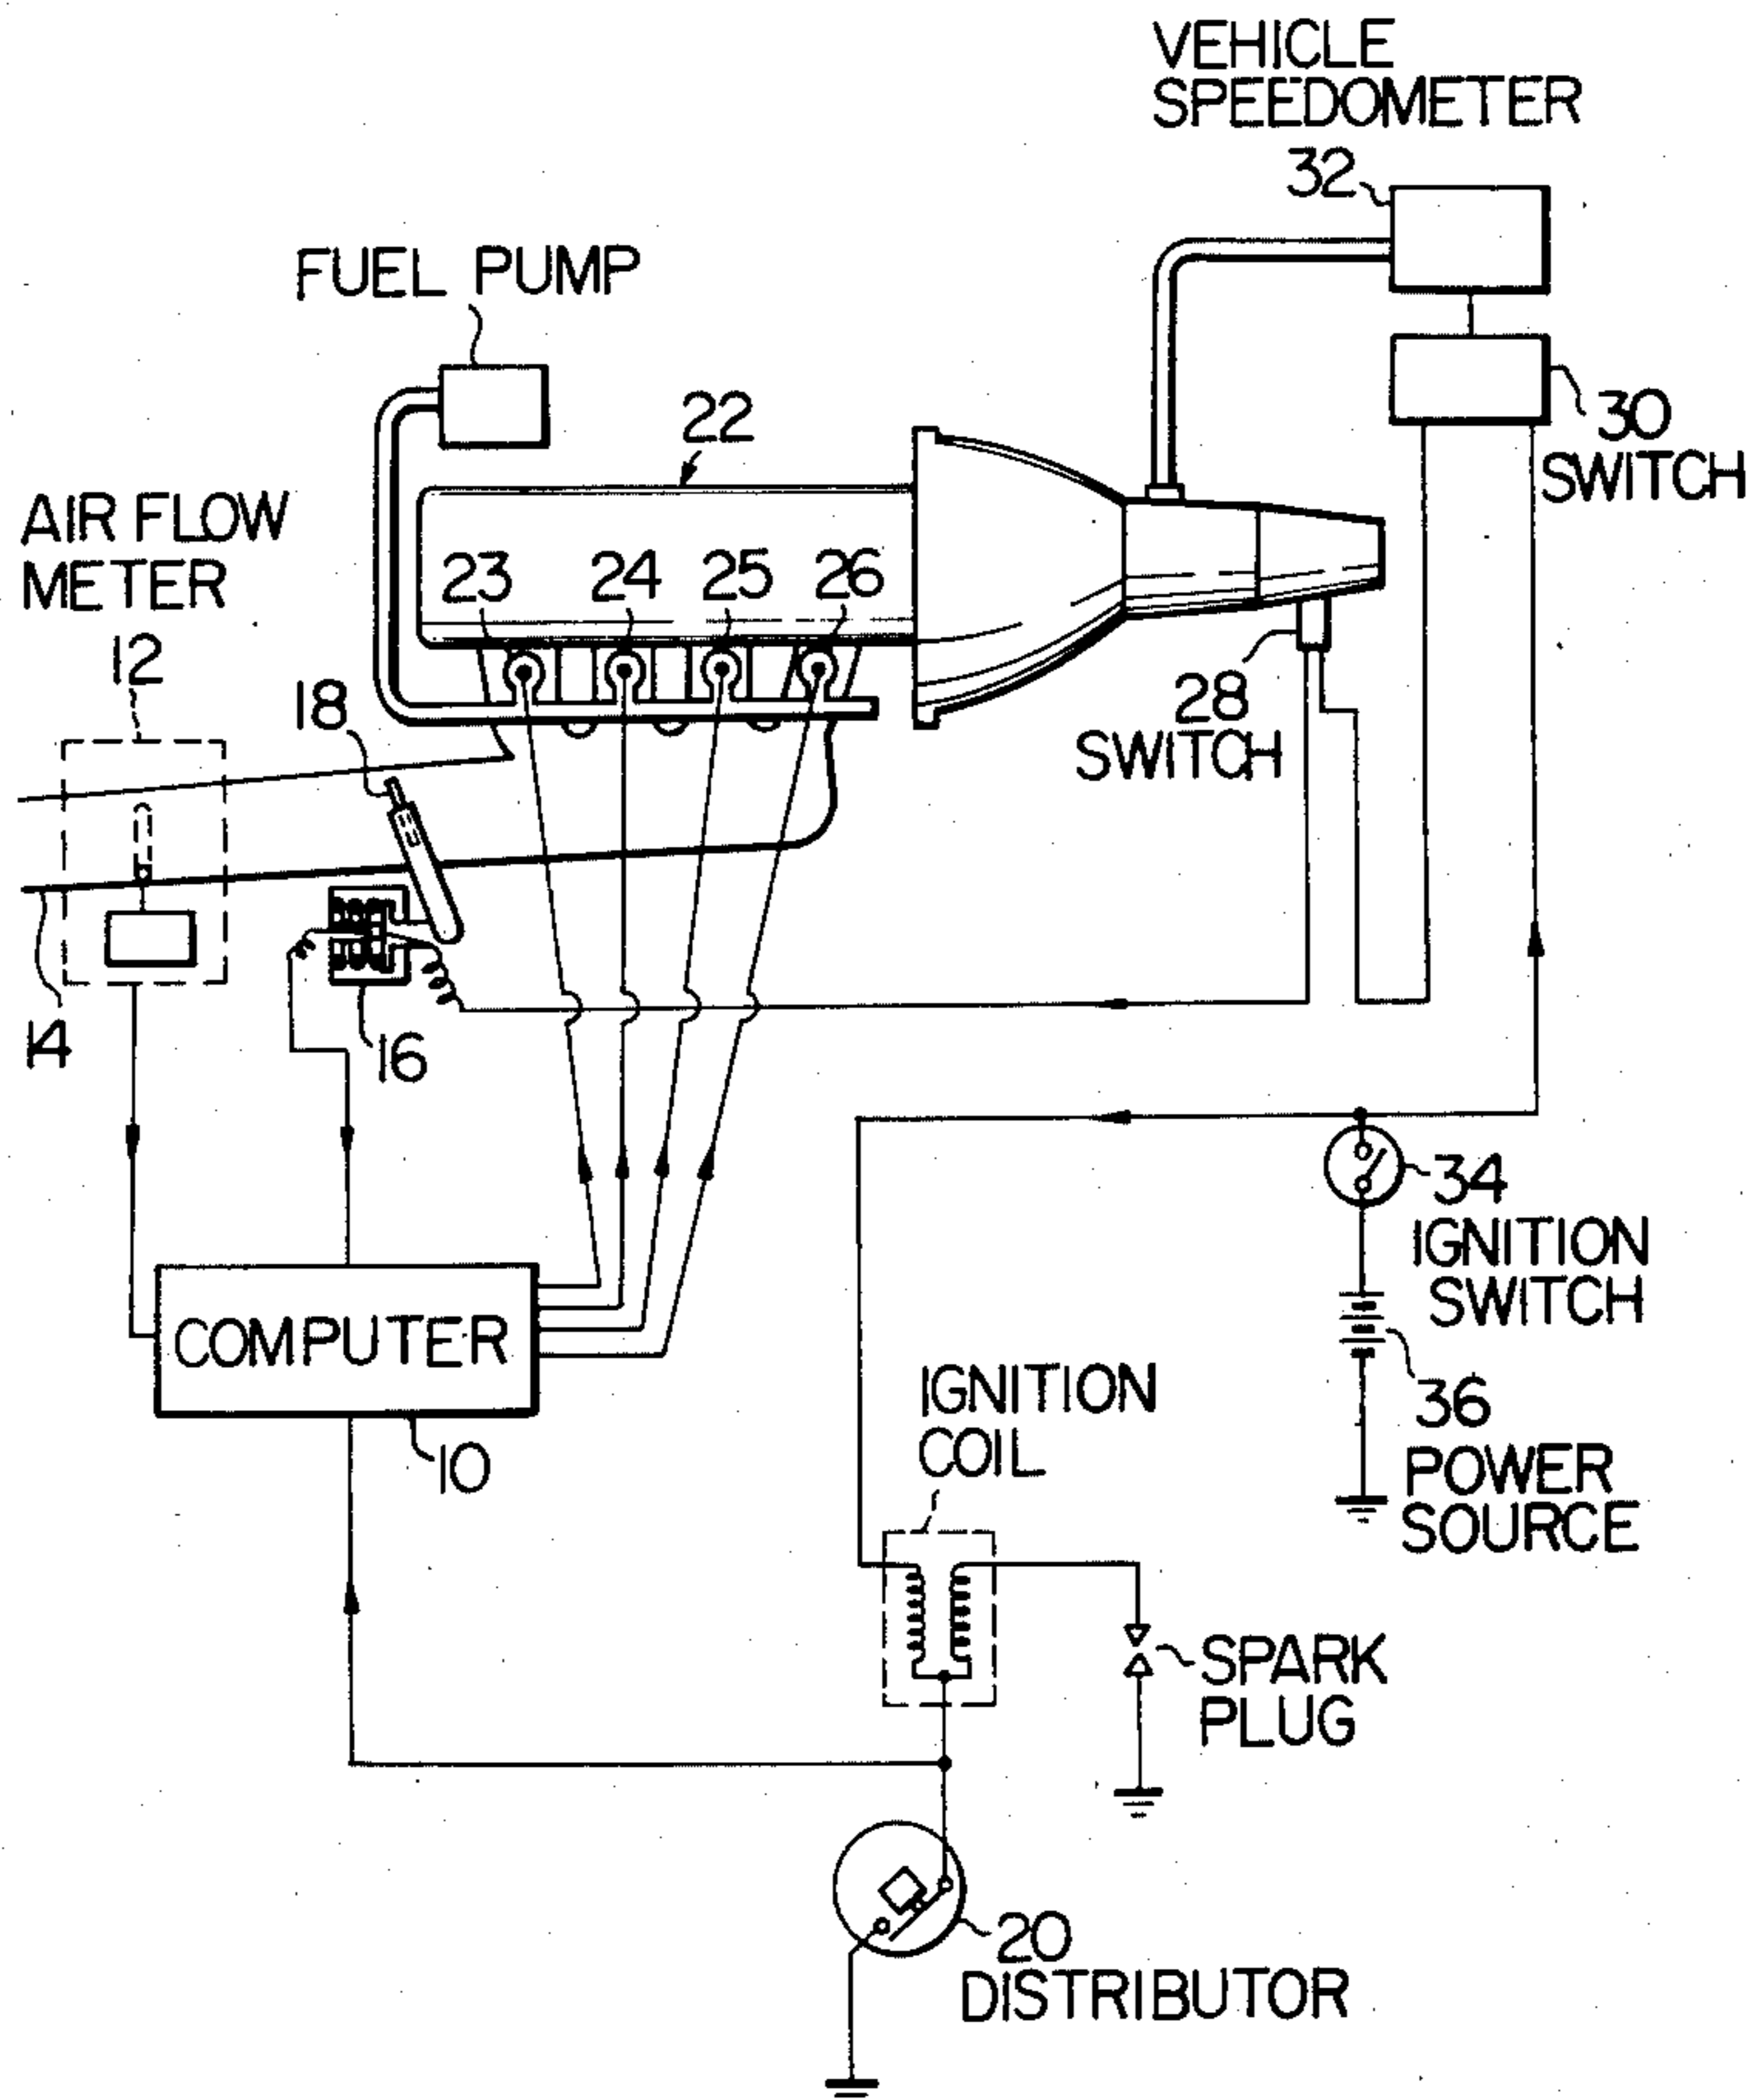 VEHICLE
SPEEDOMETER
32
FUEL PUMP
22
30
SWITCH
AIR FLOW
METER
12
23 24 25 26
18
28
SWITCH
14
16
34
IGNITION
SWITCH
COMPUTER
10
IGNITION
COIL
36
POWER
SOURCE
SPARK
PLUG
20
DISTRIBUTOR